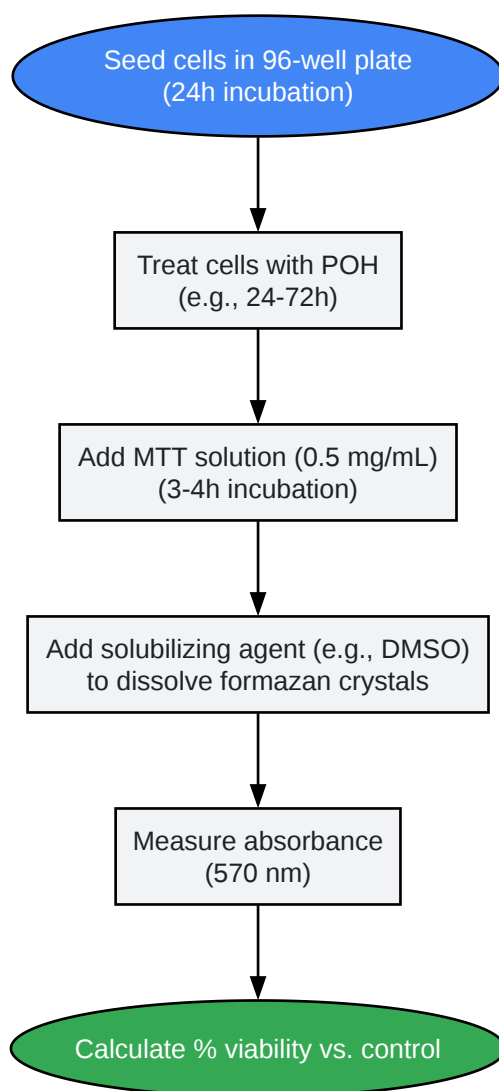 Seed cells in 96-well plate
(24h incubation)
Treat cells with POH
(e.g., 24-72h)
Add MTT solution (0.5 mg/mL)
(3-4h incubation)
Add solubilizing agent (e.g., DMSO)
to dissolve formazan crystals
Measure absorbance
(570 nm)
Calculate % viability vs. control